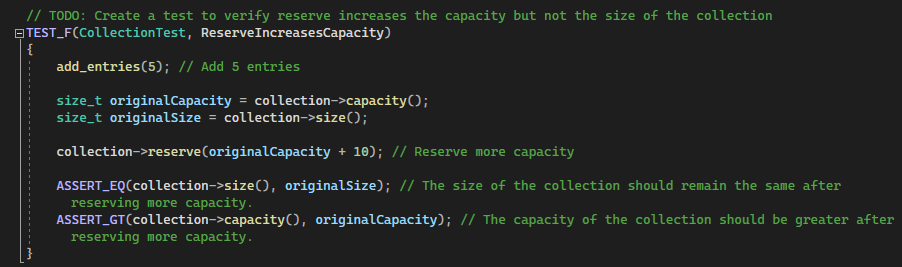 // TODO: Create a test to verify reserve increases the capacity but not the size of the collection
TEST_F(CollectionTest, ReserveIncreasesCapacity)
{
    add_entries(5); // Add 5 entries

    size_t originalCapacity = collection->capacity();
    size_t originalSize = collection->size();

    collection->reserve(originalCapacity + 10); // Reserve more capacity

    ASSERT_EQ(collection->size(), originalSize); // The size of the collection should remain the same after
      reserving more capacity.
    ASSERT_GT(collection->capacity(), originalCapacity); // The capacity of the collection should be greater after
      reserving more capacity.
}